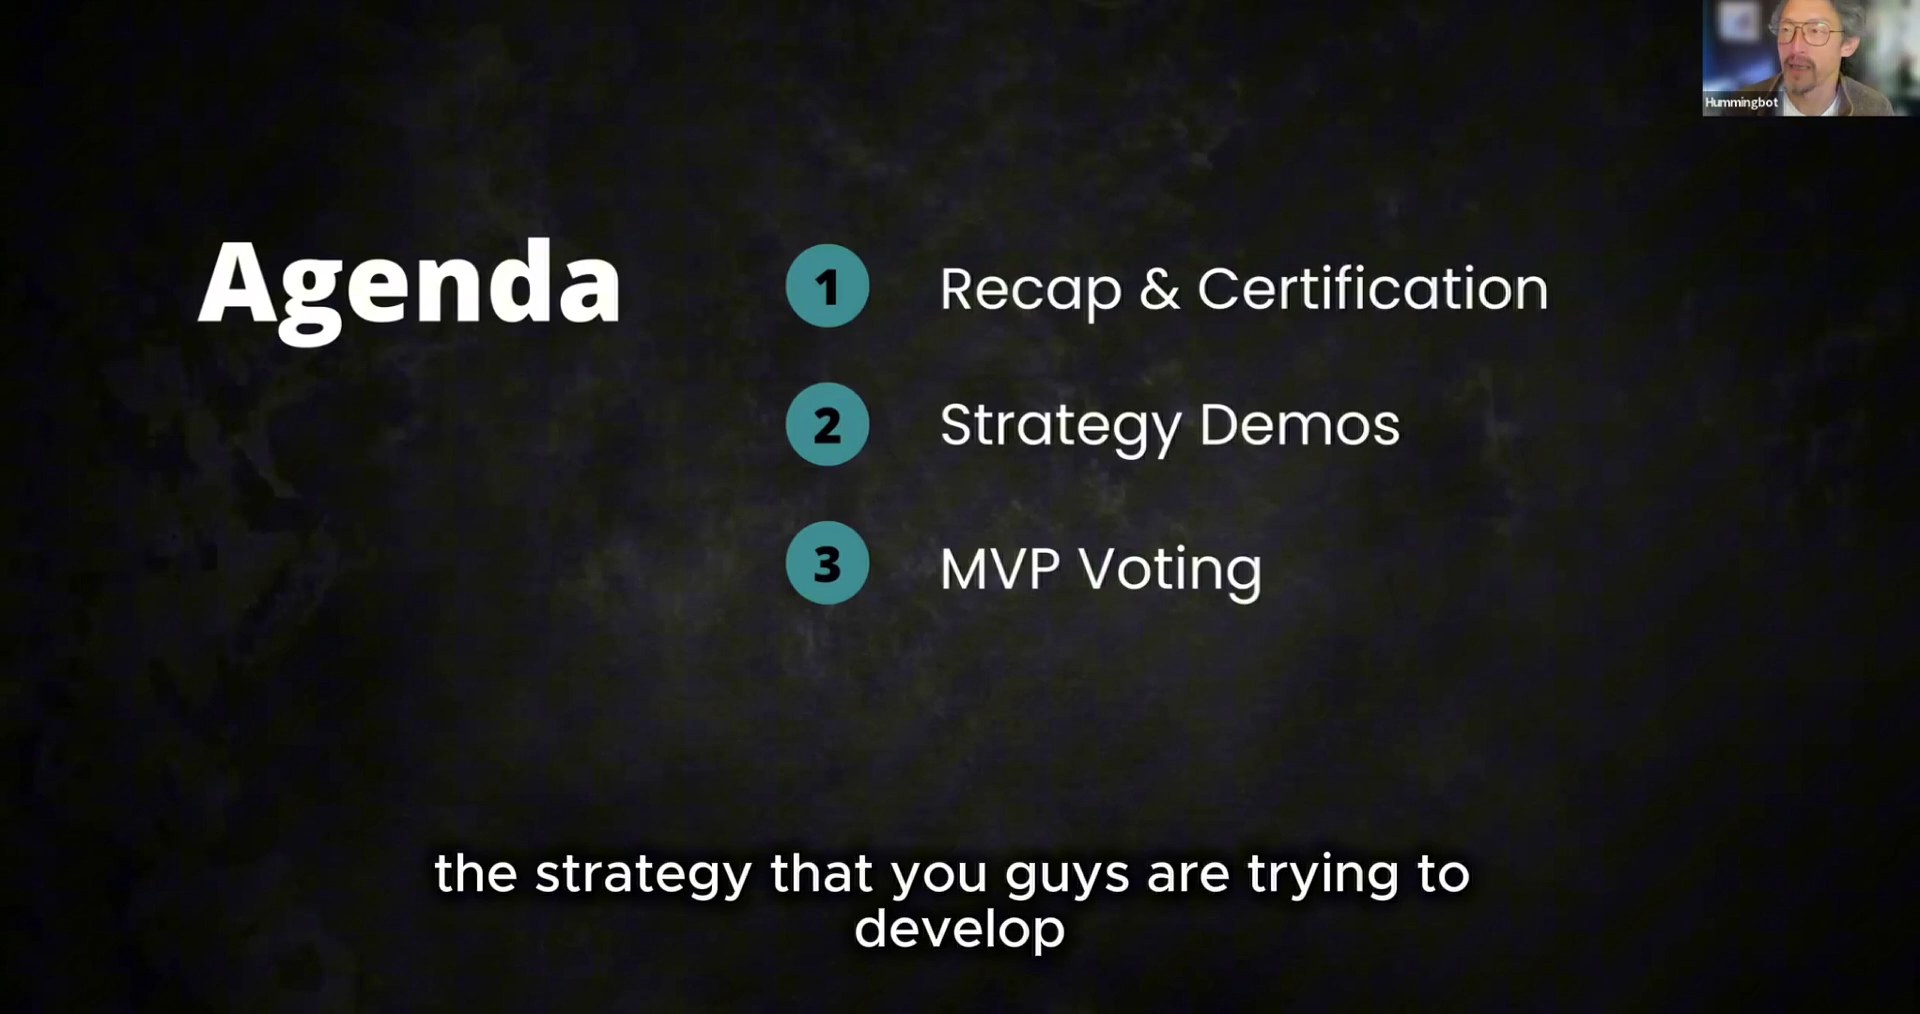 Hummingbot
Agenda
1 Recap & Certification
2 Strategy Demos
3 MVP Voting
the strategy that you guys are trying to
develop